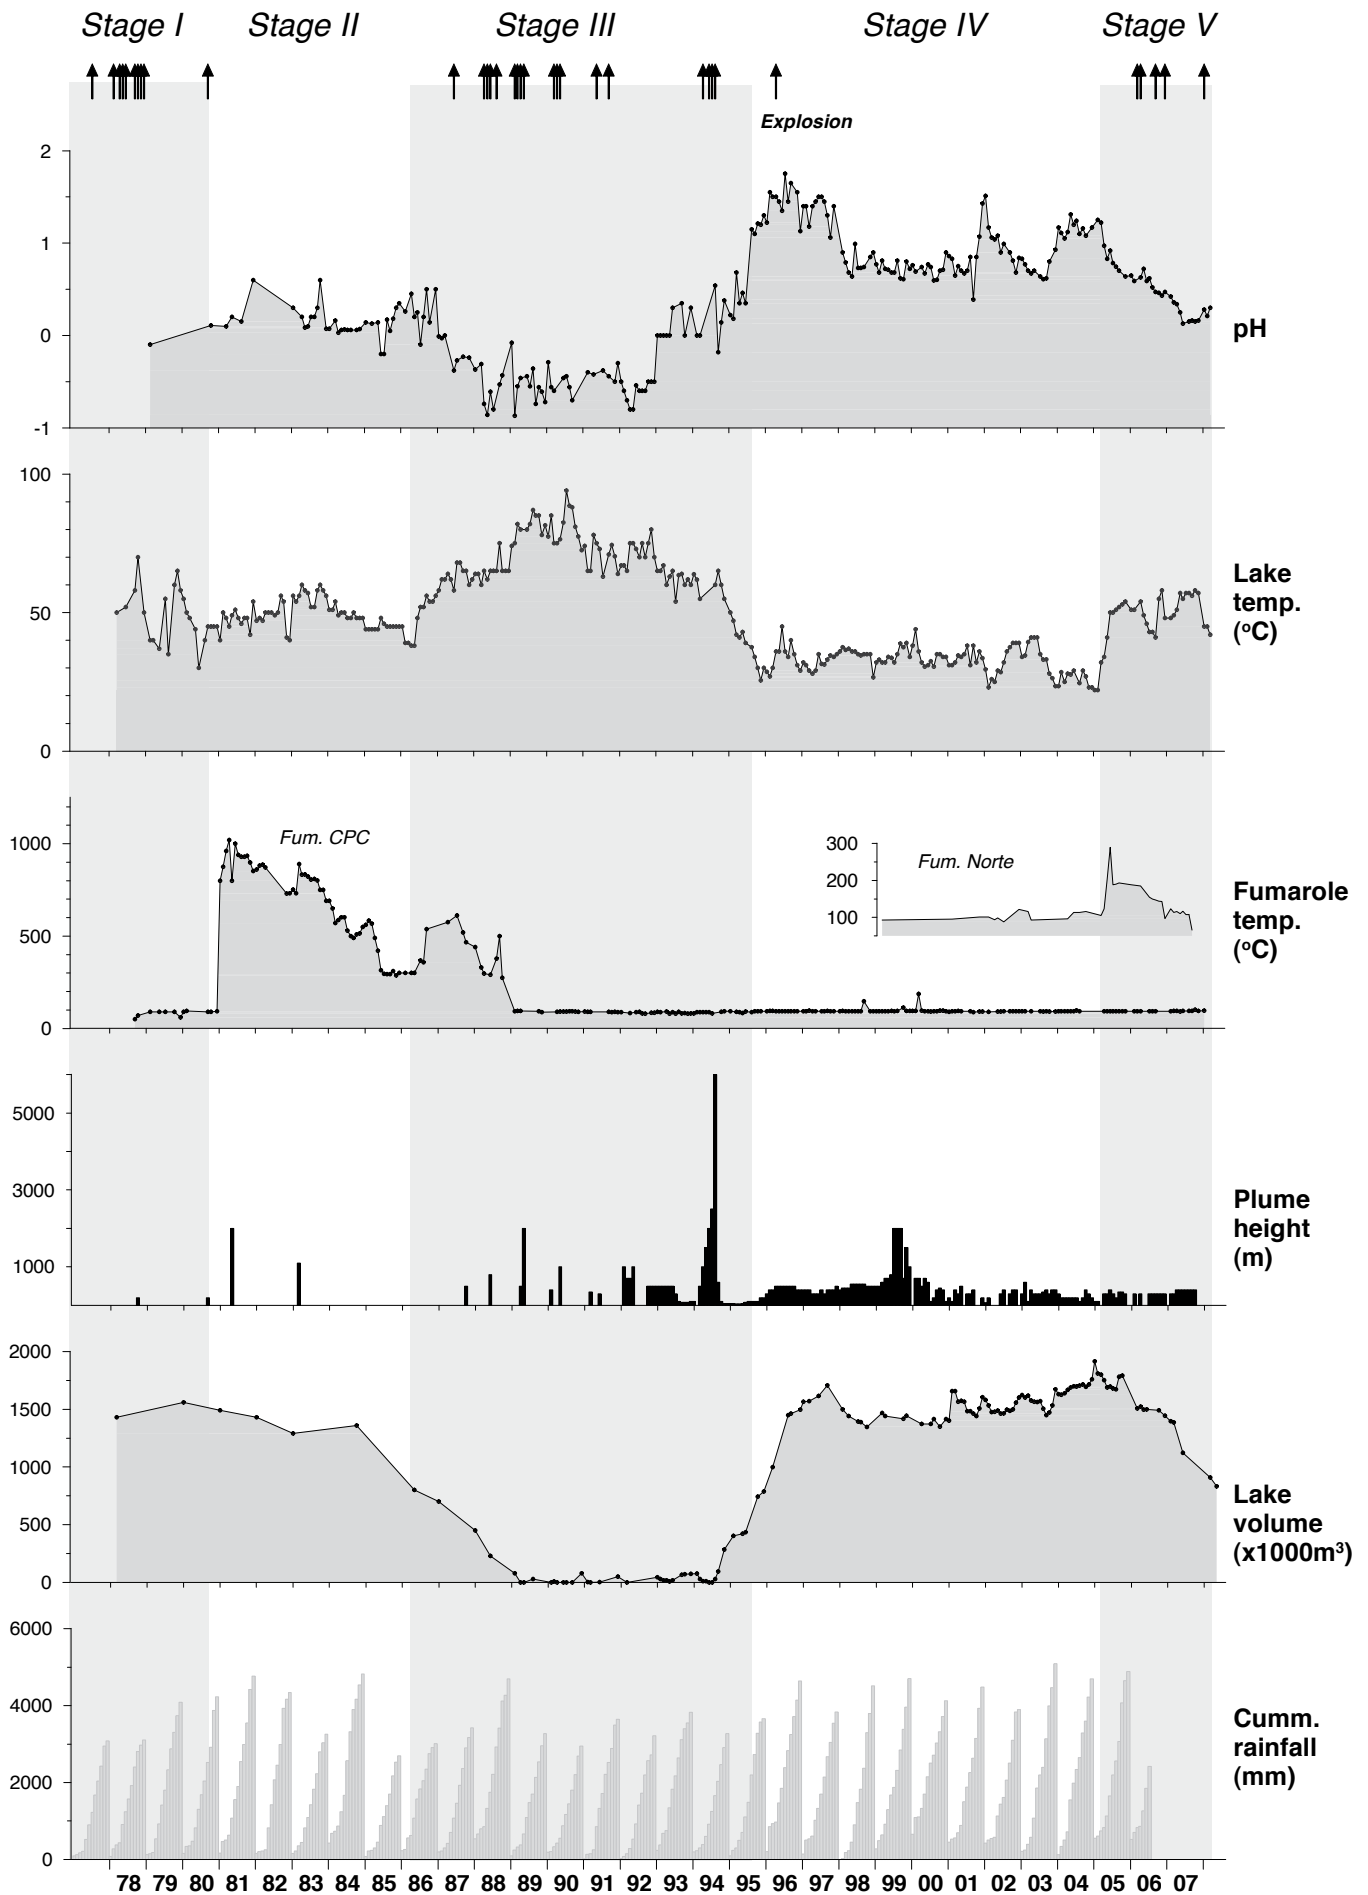 Stage I Stage II Stage III Stage IV Stage V
Explosion
2
1
0
-1
pH
100
50
0
Lake
temp.
(°C)
1000
500
0
Fum. CPC
300
200
100
Fum. Norte
Fumarole
temp.
(°C)
5000
3000
1000
Plume
height
(m)
2000
1500
1000
500
0
Lake
volume
(x1000m³)
6000
4000
2000
0
Cumm.
rainfall
(mm)
78 79 80 81 82 83 84 85 86 87 88 89 90 91 92 93 94 95 96 97 98 99 00 01 02 03 04 05 06 07